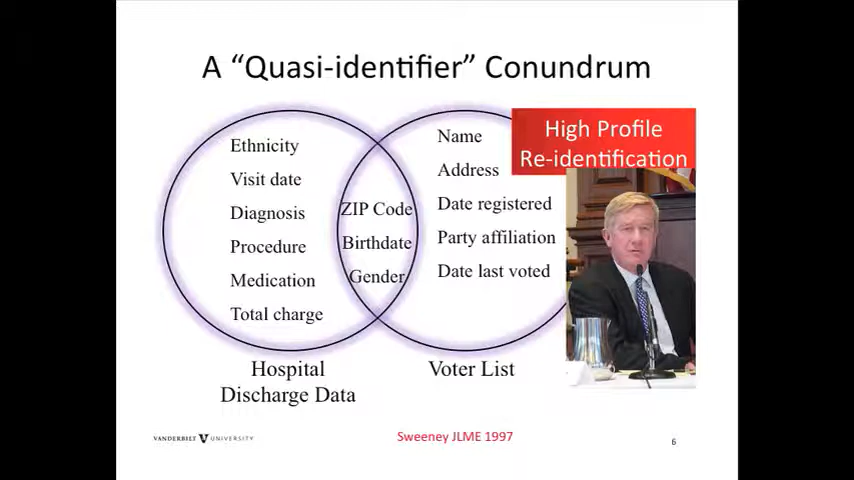 A “Quasi-identifier” Conundrum
High Profile
Re-identification
Ethnicity
Visit date
Diagnosis
Procedure
Medication
Total charge
ZIP Code
Birthdate
Gender
Name
Address
Date registered
Party affiliation
Date last voted
Hospital
Discharge Data
Voter List
VANDERBILT UNIVERSITY
Sweeney JLME 1997
6